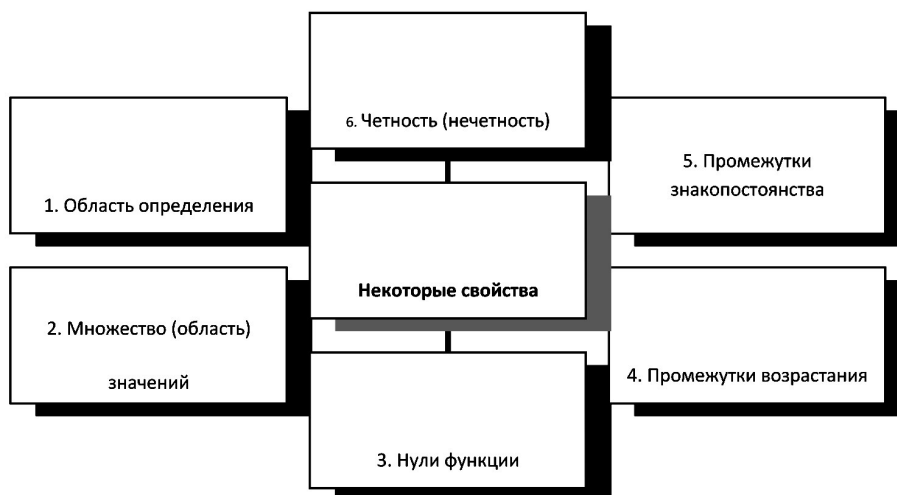 6. Четность (нечетность)
1. Область определения
5. Промежутки
знакопостоянства
Некоторые свойства
2. Множество (область)
значений
4. Промежутки возрастания
3. Нули функции